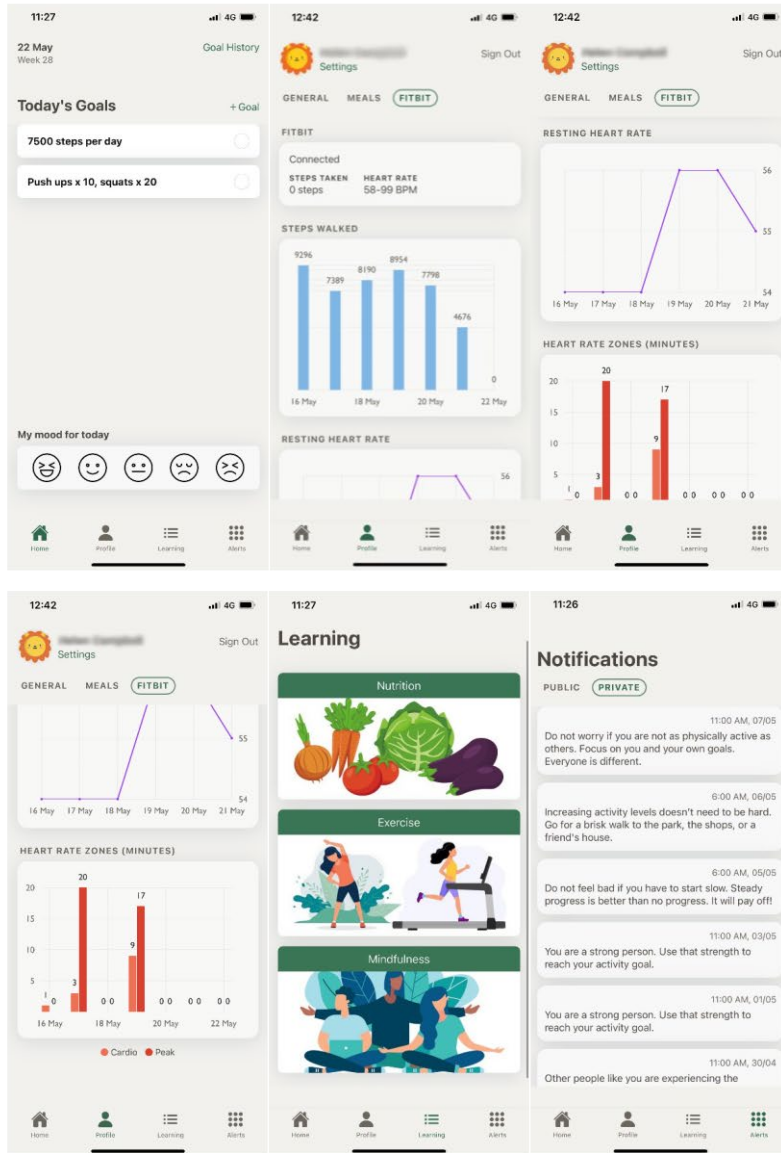 11:27
4G
22 May
Goal History
Week 28
Today's Goals
+ Goal
7500 steps per day
Push ups x 10, squats x 20
My mood for today
Home
Profile
Learning
Alerts
12:42
4G
Sign Out
Settings
GENERAL MEALS FITBIT
FITBIT
Connected
STEPS TAKEN HEART RATE
0 steps 58-99 BPM
STEPS WALKED
9296
7389
8190
8954
7798
4676
0
16 May 18 May 20 May 22 May
RESTING HEART RATE
56
Home
Profile
Learning
Alerts
12:42
4G
Sign Out
Settings
GENERAL MEALS FITBIT
RESTING HEART RATE
56
55
54
16 May 17 May 18 May 19 May 20 May 21 May
HEART RATE ZONES (MINUTES)
20
15
10
5
1 0 3 20 0 0 9 17 0 0 0 0 0 0
Home
Profile
Learning
Alerts
12:42
4G
Sign Out
Settings
GENERAL MEALS FITBIT
55
54
16 May 17 May 18 May 19 May 20 May 21 May
HEART RATE ZONES (MINUTES)
20
15
10
5
1 0 3 20 0 0 9 17 0 0 0 0 0 0
16 May 18 May 20 May 22 May
Cardio Peak
Home
Profile
Learning
Alerts
11:27
4G
Learning
Nutrition
Exercise
Mindfulness
Home
Profile
Learning
Alerts
11:26
4G
Notifications
PUBLIC PRIVATE
11:00 AM, 07/05
Do not worry if you are not as physically active as
others. Focus on you and your own goals.
Everyone is different.
6:00 AM, 06/05
Increasing activity levels doesn't need to be hard.
Go for a brisk walk to the park, the shops, or a
friend's house.
6:00 AM, 05/05
Do not feel bad if you have to start slow. Steady
progress is better than no progress. It will pay off!
11:00 AM, 03/05
You are a strong person. Use that strength to
reach your activity goal.
11:00 AM, 01/05
You are a strong person. Use that strength to
reach your activity goal.
11:00 AM, 30/04
Other people like you are experiencing the
Home
Profile
Learning
Alerts